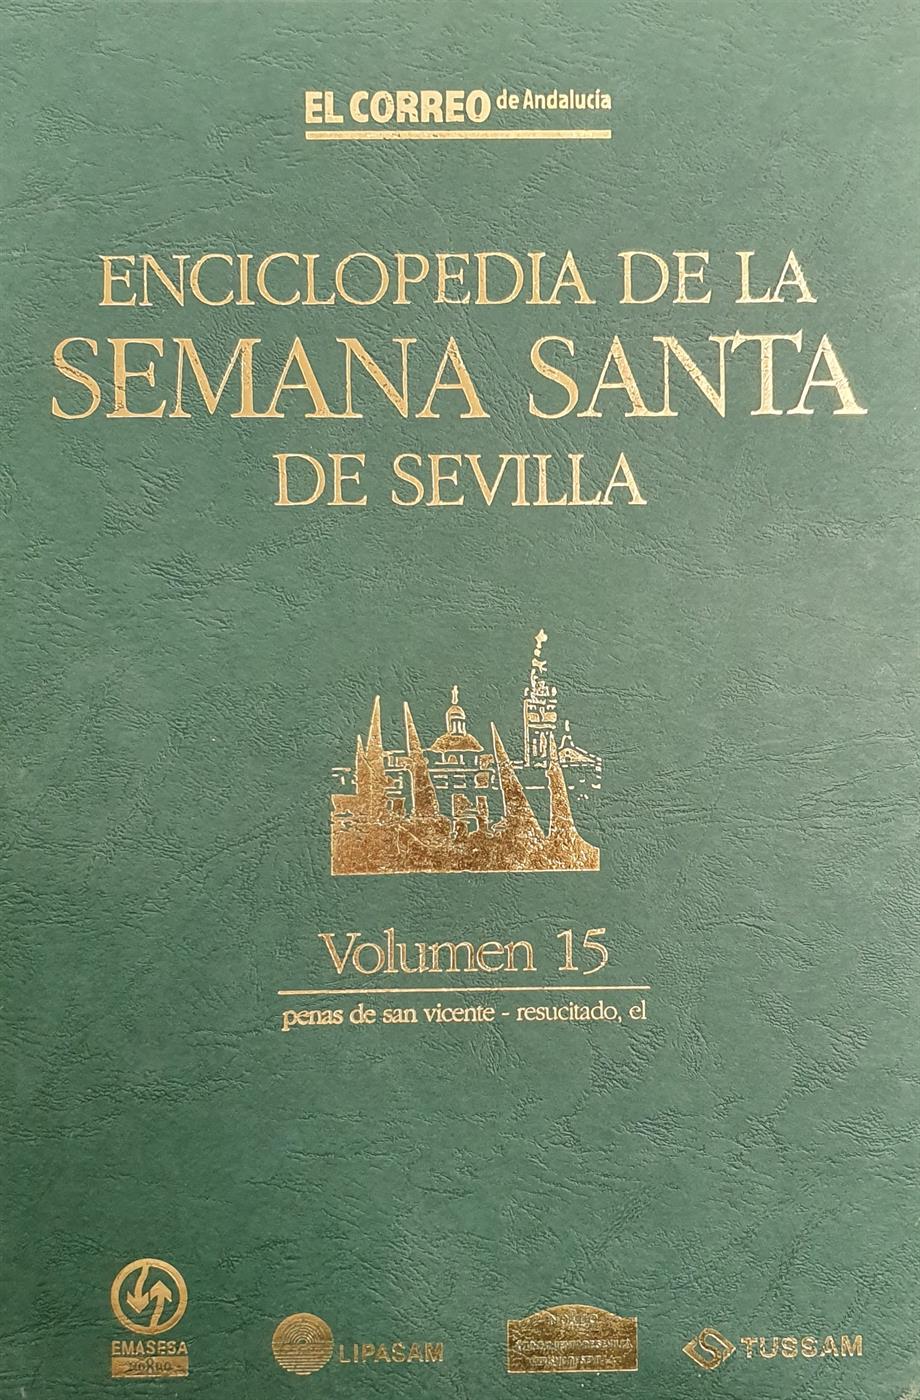 EL CORREO de Andalucía
ENCICLOPEDIA DE LA
SEMANA SANTA
DE SEVILLA
Volumen 15
penas de san vicente - resucitado, el
EMASESA
LIPASAM
TUSSAM